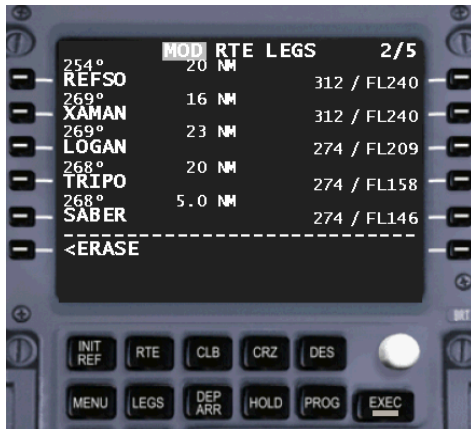 MOD RTE LEGS 2/5
254° 20 NM
REFSO 312 / FL240
269° 16 NM
XAMAN 312 / FL240
269° 23 NM
LOGAN 274 / FL209
268° 20 NM
TRIPO 274 / FL158
268° 5.0 NM
SABER 274 / FL146
<ERASE
BRT
INIT REF RTE CLB CRZ DES
MENU LEGS DEP ARR HOLD PROG EXEC